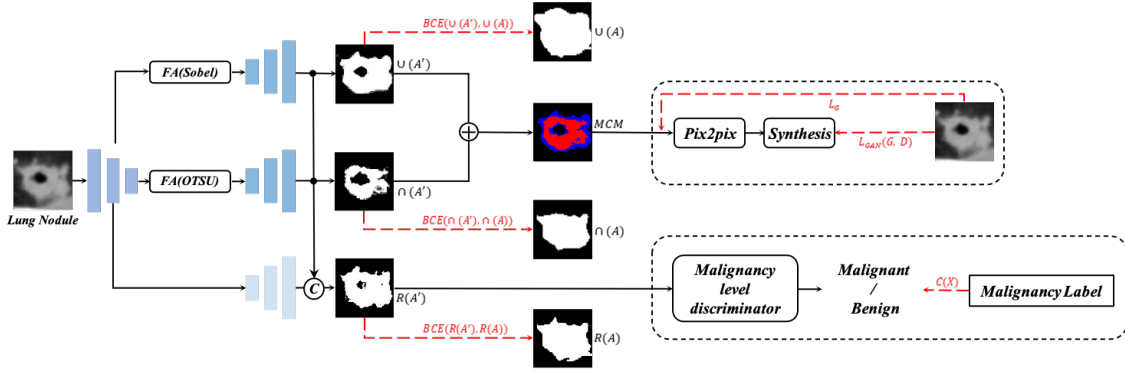 BCE(∪(A'), ∪(A))
∪(A)
∪(A')
FA(Sobel)
L_G
MCM
Pix2pix
Synthesis
L_GAN(G, D)
FA(OTSU)
Lung Nodule
∩(A')
BCE(∩(A'), ∩(A))
∩(A)
C
R(A')
Malignancy
level
discriminator
Malignant
/
Benign
C(X)
Malignancy Label
BCE(R(A'), R(A))
R(A)